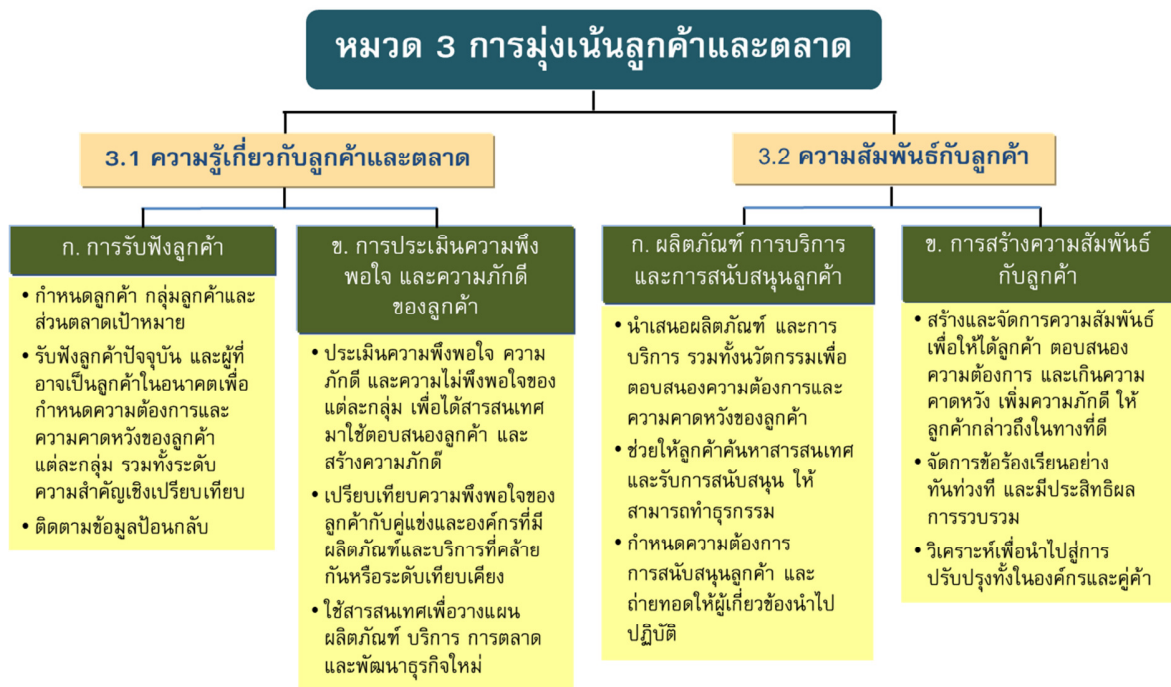 หมวด 3 การมุ่งเน้นลูกค้าและตลาด
3.1 ความรู้เกี่ยวกับลูกค้าและตลาด
ก. การรับฟังลูกค้า
• กำหนดลูกค้า กลุ่มลูกค้าและ
ส่วนตลาดเป้าหมาย
• รับฟังลูกค้าปัจจุบัน และผู้ที่
อาจเป็นลูกค้าในอนาคตเพื่อ
กำหนดความต้องการและ
ความคาดหวังของลูกค้า
แต่ละกลุ่ม รวมทั้งระดับ
ความสำคัญเชิงเปรียบเทียบ
• ติดตามข้อมูลป้อนกลับ
ข. การประเมินความพึง
พอใจ และความภักดี
ของลูกค้า
• ประเมินความพึงพอใจ ความ
ภักดี และความไม่พึงพอใจของ
แต่ละกลุ่ม เพื่อได้สารสนเทศ
มาใช้ตอบสนองลูกค้า และ
สร้างความภักดี
• เปรียบเทียบความพึงพอใจของ
ลูกค้ากับคู่แข่งและองค์กรที่มี
ผลิตภัณฑ์และบริการที่คล้าย
กันหรือระดับเทียบเคียง
• ใช้สารสนเทศเพื่อวางแผน
ผลิตภัณฑ์ บริการ การตลาด
และพัฒนาธุรกิจใหม่
3.2 ความสัมพันธ์กับลูกค้า
ก. ผลิตภัณฑ์ การบริการ
และการสนับสนุนลูกค้า
• นำเสนอผลิตภัณฑ์ และการ
บริการ รวมทั้งนวัตกรรมเพื่อ
ตอบสนองความต้องการและ
ความคาดหวังของลูกค้า
• ช่วยให้ลูกค้าค้นหาสารสนเทศ
และรับการสนับสนุน ให้
สามารถทำธุรกรรม
• กำหนดความต้องการ
การสนับสนุนลูกค้า และ
ถ่ายทอดให้ผู้เกี่ยวข้องนำไป
ปฏิบัติ
ข. การสร้างความสัมพันธ์
กับลูกค้า
• สร้างและจัดการความสัมพันธ์
เพื่อให้ได้ลูกค้า ตอบสนอง
ความต้องการ และเกินความ
คาดหวัง เพิ่มความภักดี ให้
ลูกค้ากล่าวถึงในทางที่ดี
• จัดการข้อร้องเรียนอย่าง
ทันท่วงที และมีประสิทธิผล
การรวบรวม
• วิเคราะห์เพื่อนำไปสู่การ
ปรับปรุงทั้งในองค์กรและคู่ค้า